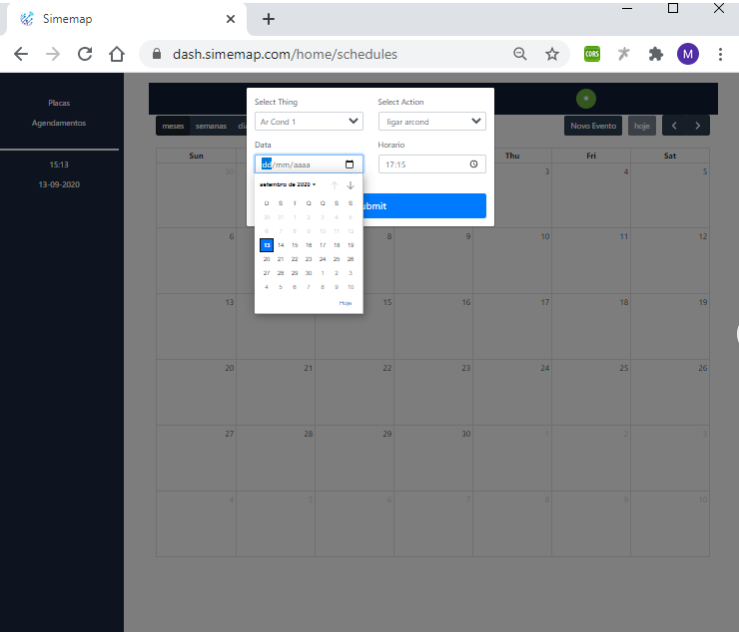 Simemap
dash.simemap.com/home/schedules
CORS
M
Placas
Agendamentos
15:13
13-09-2020
Select Thing
Select Action
Ar Cond 1
ligar arcond
Data
Horario
dd/mm/aaaa
17:15
meses semanas
Novo Evento hoje
setembro de 2020
D S T Q Q S S
30 31 1 2 3 4 5
6 7 8 9 10 11 12
13 14 15 16 17 18 19
20 21 22 23 24 25 26
27 28 29 30 1 2 3
4 5 6 7 8 9 10
Hoje
Sun Thu Fri Sat
30 3 4 5
6 8 9 10 11 12
13 15 16 17 18 19
20 21 22 23 24 25 26
27 28 29 30 1 2 3
4 5 6 7 8 9 10